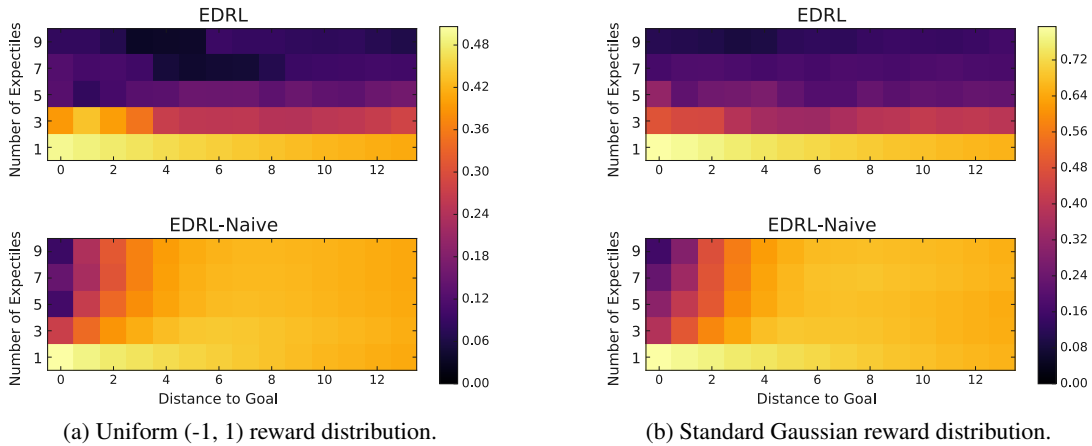 EDRL
Number of Expectiles
9
7
5
3
1
0 2 4 6 8 10 12
EDRL-Naive
Number of Expectiles
9
7
5
3
1
0 2 4 6 8 10 12
Distance to Goal
0.48
0.42
0.36
0.30
0.24
0.18
0.12
0.06
0.00
(a) Uniform (-1, 1) reward distribution.
EDRL
Number of Expectiles
9
7
5
3
1
0 2 4 6 8 10 12
EDRL-Naive
Number of Expectiles
9
7
5
3
1
0 2 4 6 8 10 12
Distance to Goal
0.72
0.64
0.56
0.48
0.40
0.32
0.24
0.16
0.08
0.00
(b) Standard Gaussian reward distribution.